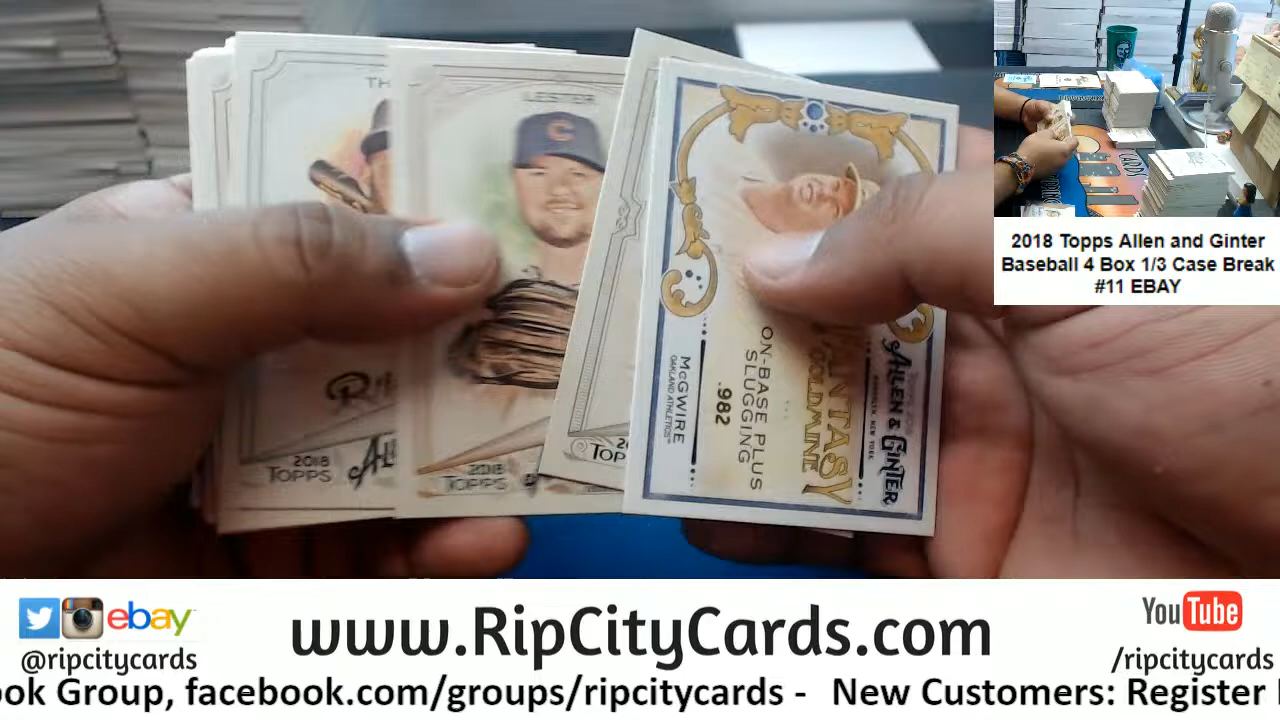 LESTER
2018
TOPPS
2018
TOPPS
McGWIRE
OAKLAND ATHLETICS™
.982
ON-BASE PLUS
SLUGGING
GOLDMINE
ALLEN & GINTER
BROOKLYN, NEW YORK
2018 Topps Allen and Ginter
Baseball 4 Box 1/3 Case Break
#11 EBAY
ebay
@ripcitycards
www.RipCityCards.com
YouTube
/ripcitycards
ook Group, facebook.com/groups/ripcitycards - New Customers: Register